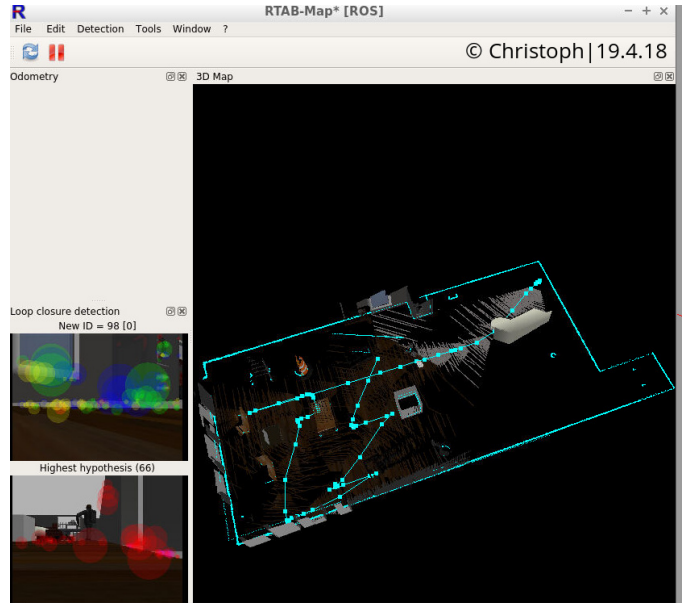 R RTAB-Map* [ROS]
File Edit Detection Tools Window ?
© Christoph|19.4.18
Odometry 3D Map
Loop closure detection
New ID = 98 [0]
Highest hypothesis (66)